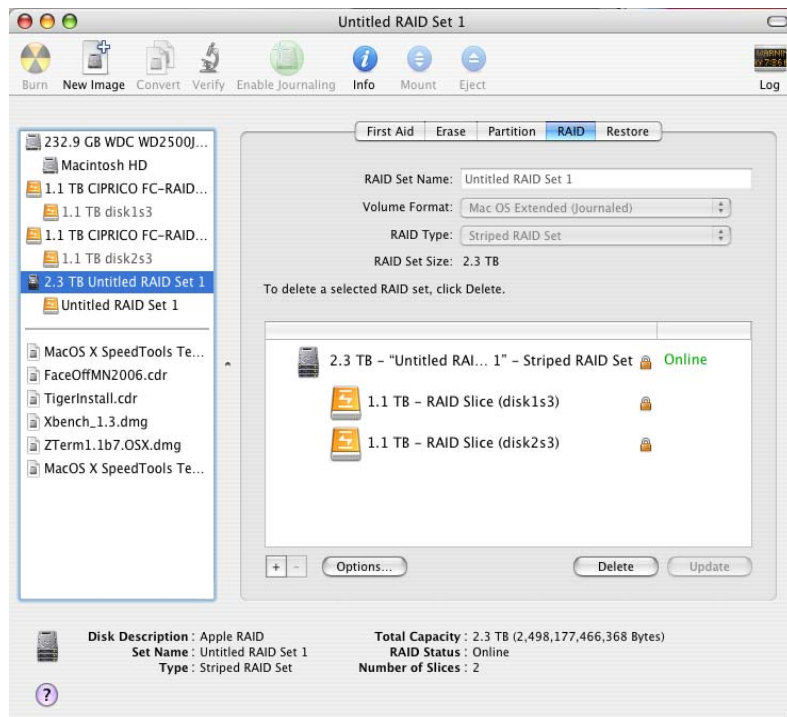 Untitled RAID Set 1
Burn New Image Convert Verify Enable Journaling Info Mount Eject Log
232.9 GB WDC WD2500J...
Macintosh HD
1.1 TB CIPRICO FC-RAID...
1.1 TB disk1s3
1.1 TB CIPRICO FC-RAID...
1.1 TB disk2s3
2.3 TB Untitled RAID Set 1
Untitled RAID Set 1
MacOS X SpeedTools Te...
FaceOffMN2006.cdr
TigerInstall.cdr
Xbench_1.3.dmg
ZTerm1.1b7.OSX.dmg
MacOS X SpeedTools Te...
First Aid Erase Partition RAID Restore
RAID Set Name: Untitled RAID Set 1
Volume Format: Mac OS Extended (Journaled)
RAID Type: Striped RAID Set
RAID Set Size: 2.3 TB
To delete a selected RAID set, click Delete.
2.3 TB – “Untitled RAI... 1” – Striped RAID Set Online
1.1 TB – RAID Slice (disk1s3)
1.1 TB – RAID Slice (disk2s3)
+ - Options... Delete Update
Disk Description : Apple RAID
Set Name : Untitled RAID Set 1
Type : Striped RAID Set
Total Capacity : 2.3 TB (2,498,177,466,368 Bytes)
RAID Status : Online
Number of Slices : 2
?